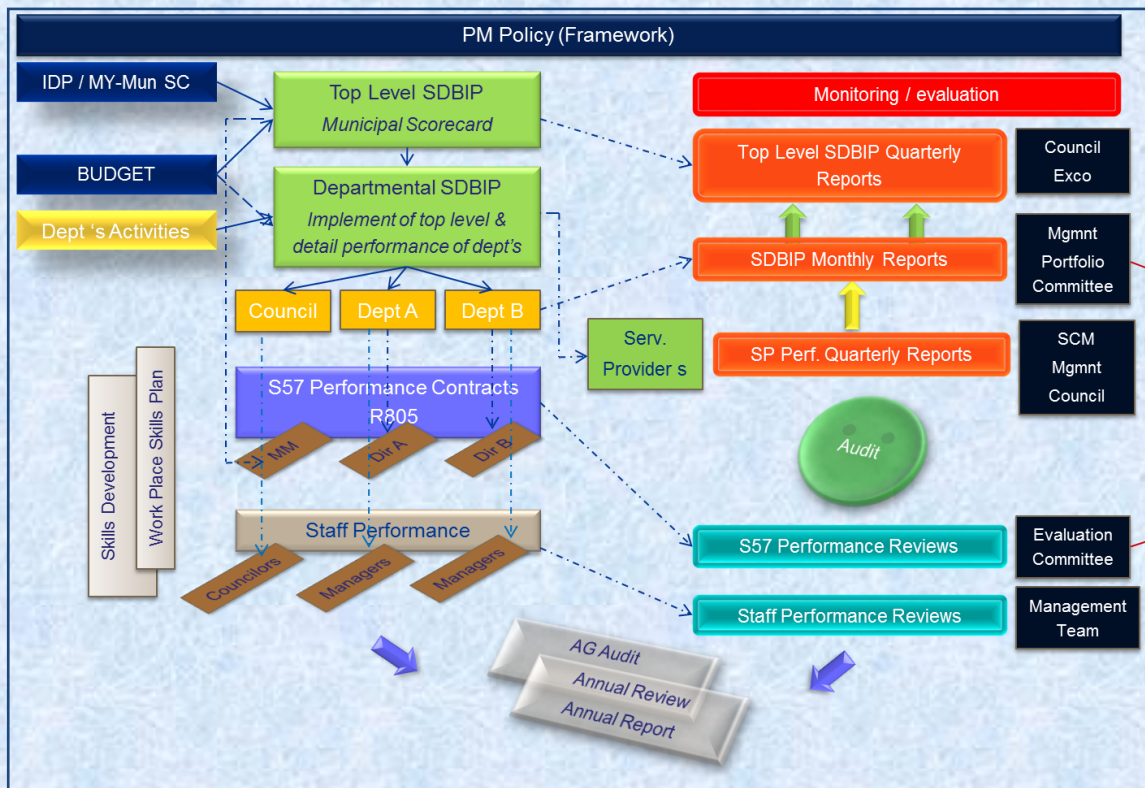 PM Policy (Framework)
IDP / MY-Mun SC
BUDGET
Dept 's Activities
Top Level SDBIP
Municipal Scorecard
Departmental SDBIP
Implement of top level &
detail performance of dept's
Council
Dept A
Dept B
Serv.
Provider s
S57 Performance Contracts
R805
MM
Dir A
Dir B
Skills Development
Work Place Skills Plan
Staff Performance
Councilors
Managers
Managers
Monitoring / evaluation
Top Level SDBIP Quarterly
Reports
Council
Exco
SDBIP Monthly Reports
Mgmnt
Portfolio
Committee
SP Perf. Quarterly Reports
SCM
Mgmnt
Council
Audit
S57 Performance Reviews
Evaluation
Committee
Staff Performance Reviews
Management
Team
AG Audit
Annual Review
Annual Report